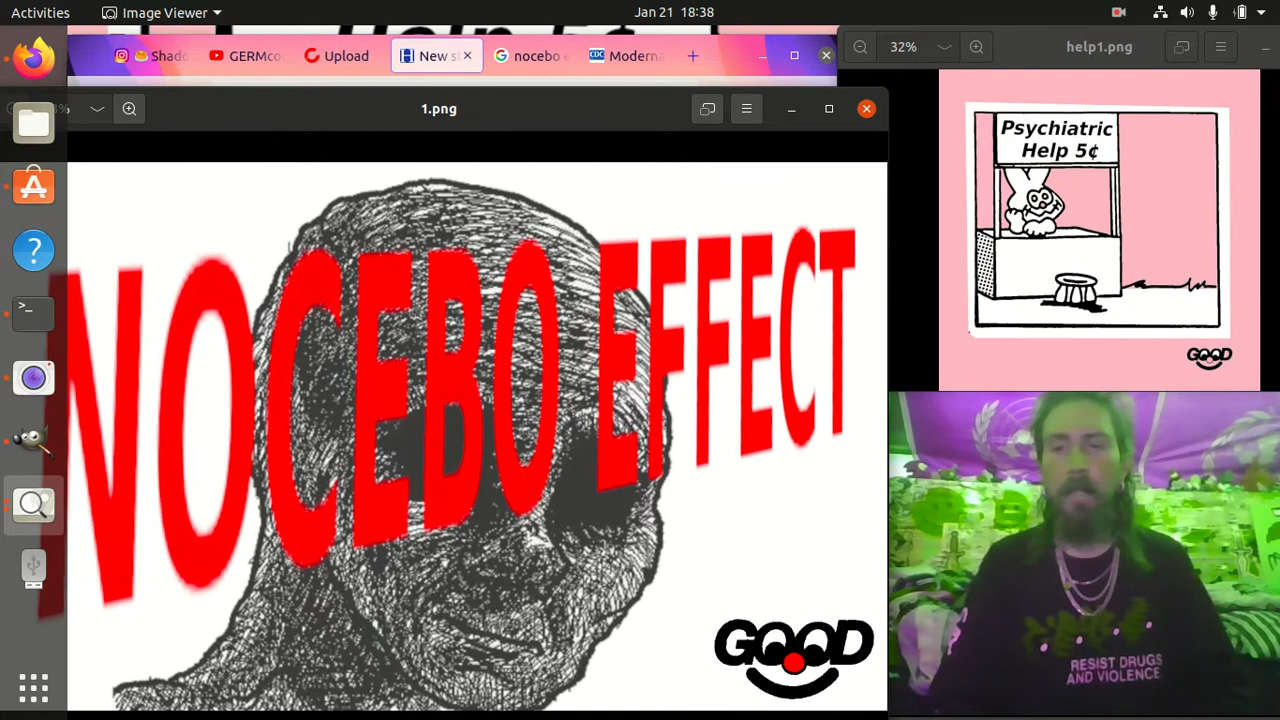 Activities
Image Viewer
Jan 21 18:38
Shado
GERMco
Upload
New s
nocebo e
Moderna
32%
help1.png
1.png
Psychiatric
Help 5¢
GOOD
NOCEBO EFFECT
GOOD
RESIST DRUGS
AND VIOLENCE